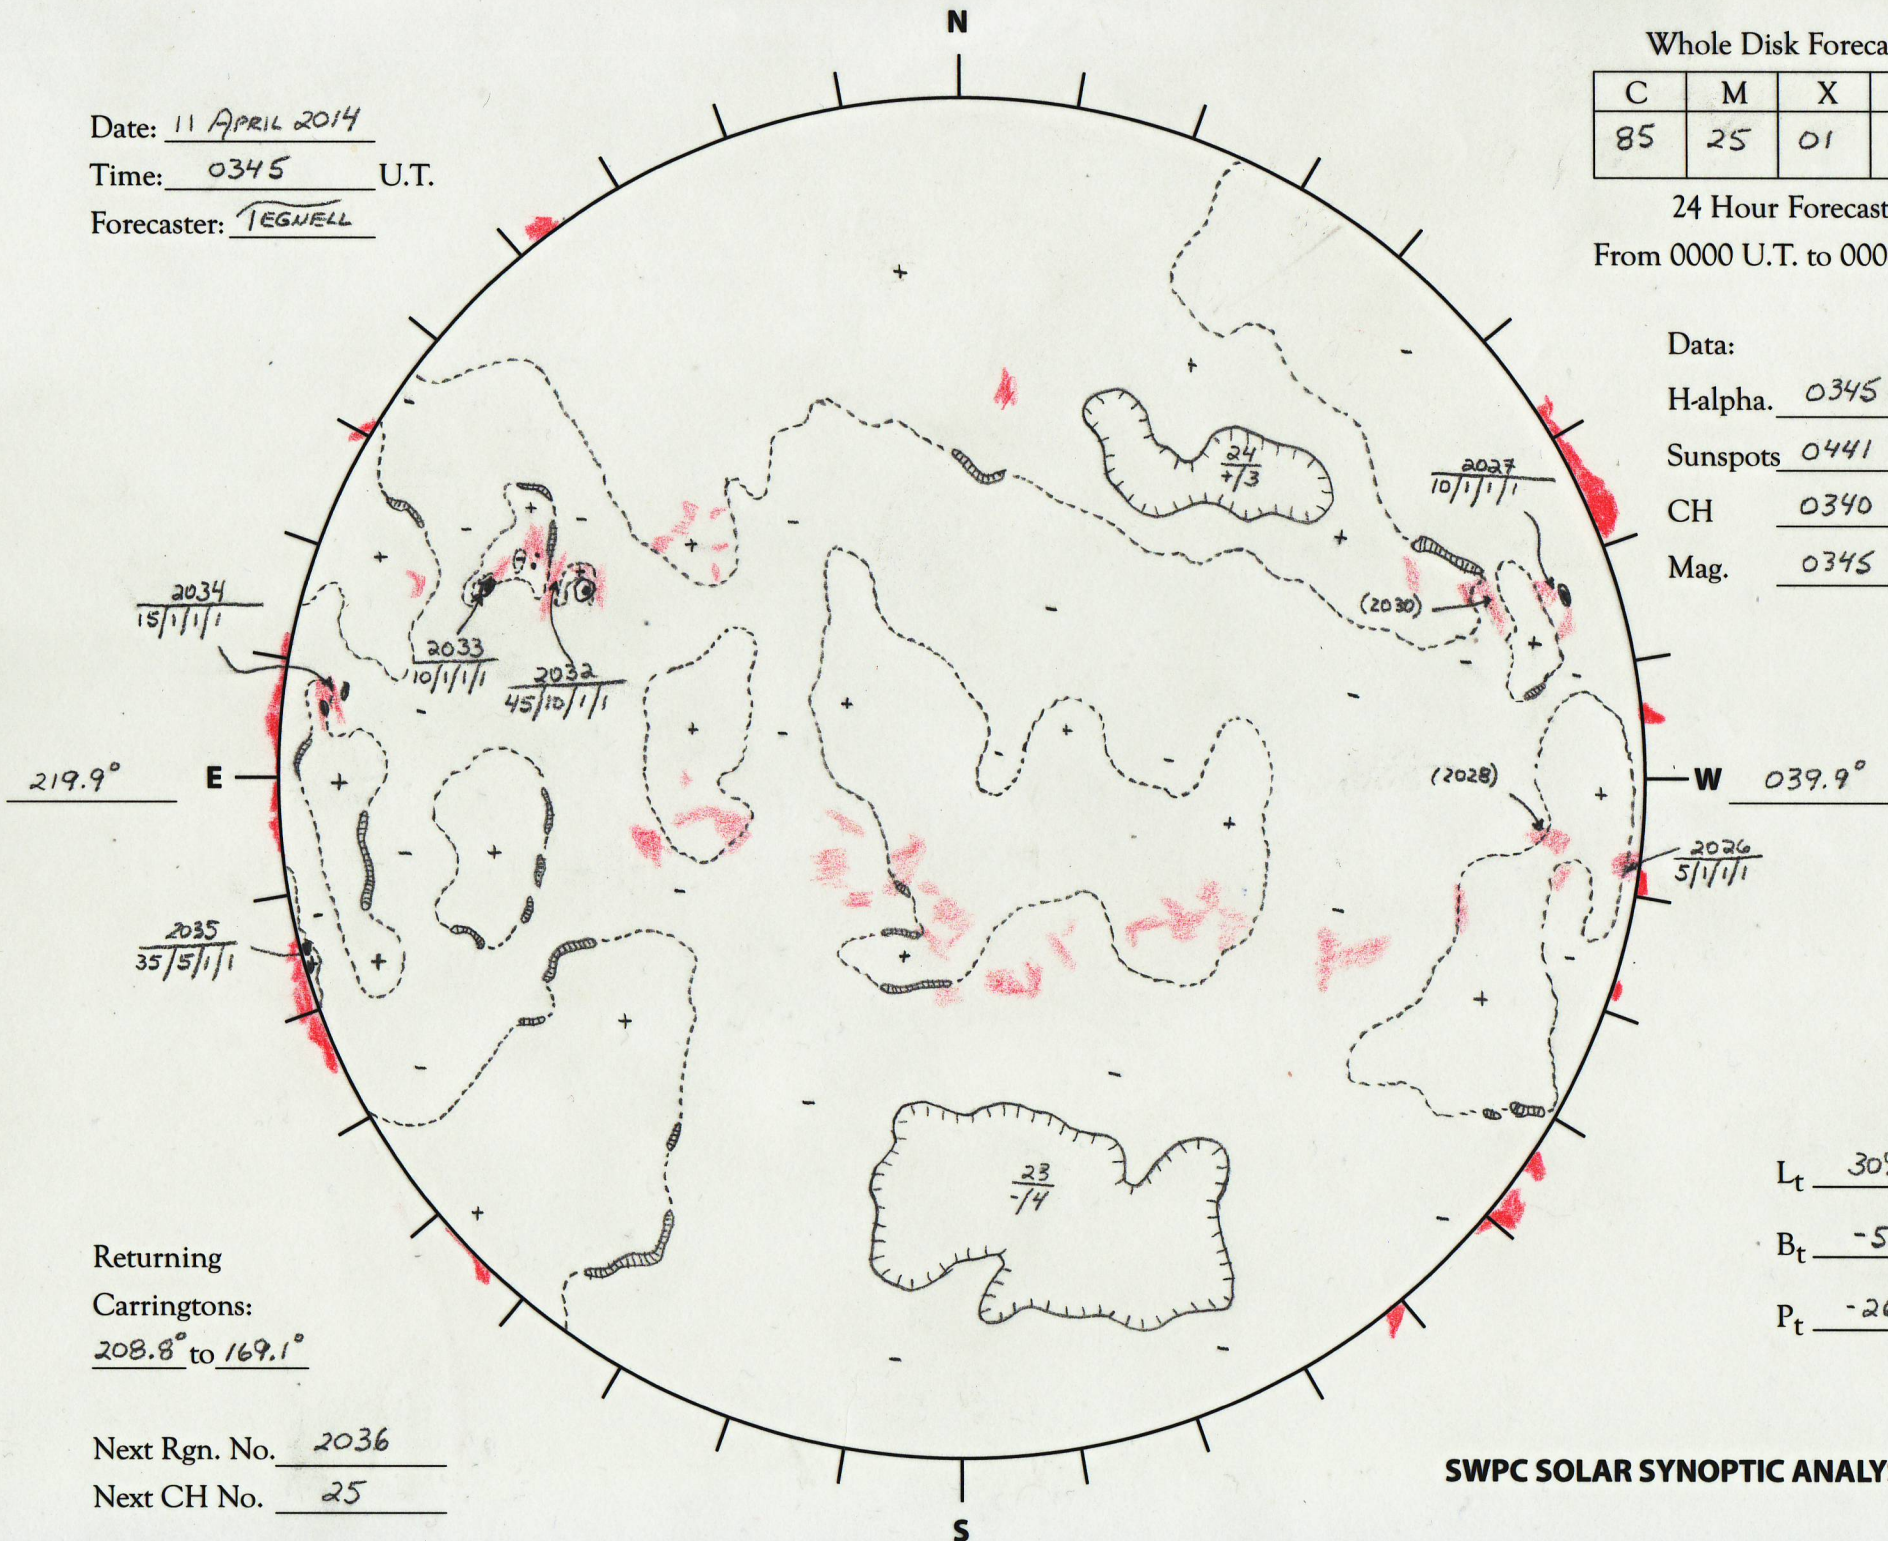 N
Whole Disk Foreca
C M X
85 25 01
24 Hour Forecast
From 0000 U.T. to 000
Date: 11 APRIL 2014
Time: 0345 U.T.
Forecaster: TEGNELL
Data:
H-alpha. 0345
Sunspots 0441
CH 0340
Mag. 0345
+
-
+
-
24
+/3
2027
10/1/1/1
+
-
+
-
+
-
+
+
2034
15/1/1/1
(2030)
-
2033
10/1/1/1
2032
45/10/1/1
+
-
-
-
-
+
+
-
+
-
-
+
-
219.9°
E
W
039.9°
(2028)
+
+
-
+
+
2026
5/1/1/1
-
-
-
2035
35/5/1/1
+
+
-
+
+
-
-
-
23
-/4
Lt 30
+
-
Bt -5
Pt -2
Returning
Carringtons:
208.8° to 169.1°
-
-
Next Rgn. No. 2036
Next CH No. 25
SWPC SOLAR SYNOPTIC ANALY
S